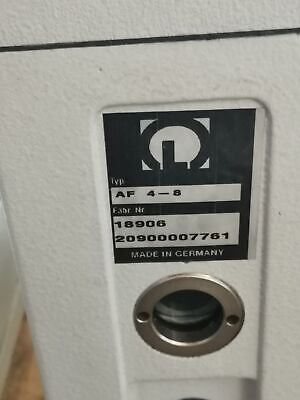 L
Typ
AF 4-8
Fabr. Nr
18906
20900007761
MADE IN GERMANY